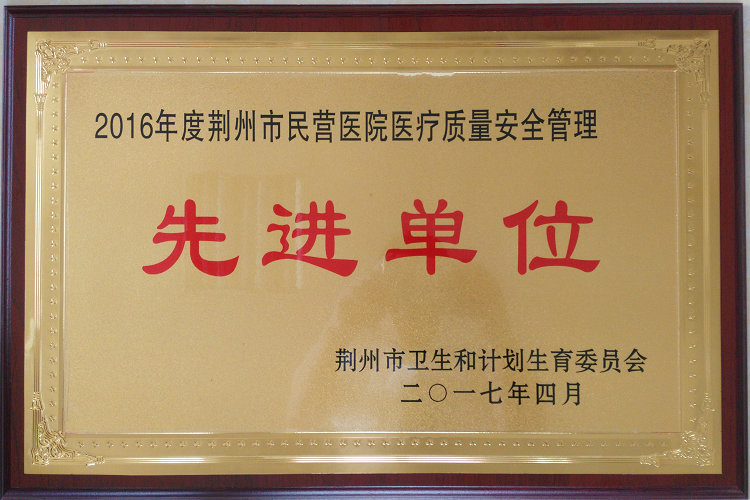 2016年度荆州市民营医院医疗质量安全管理
先进单位
荆州市卫生和计划生育委员会
二〇一七年四月